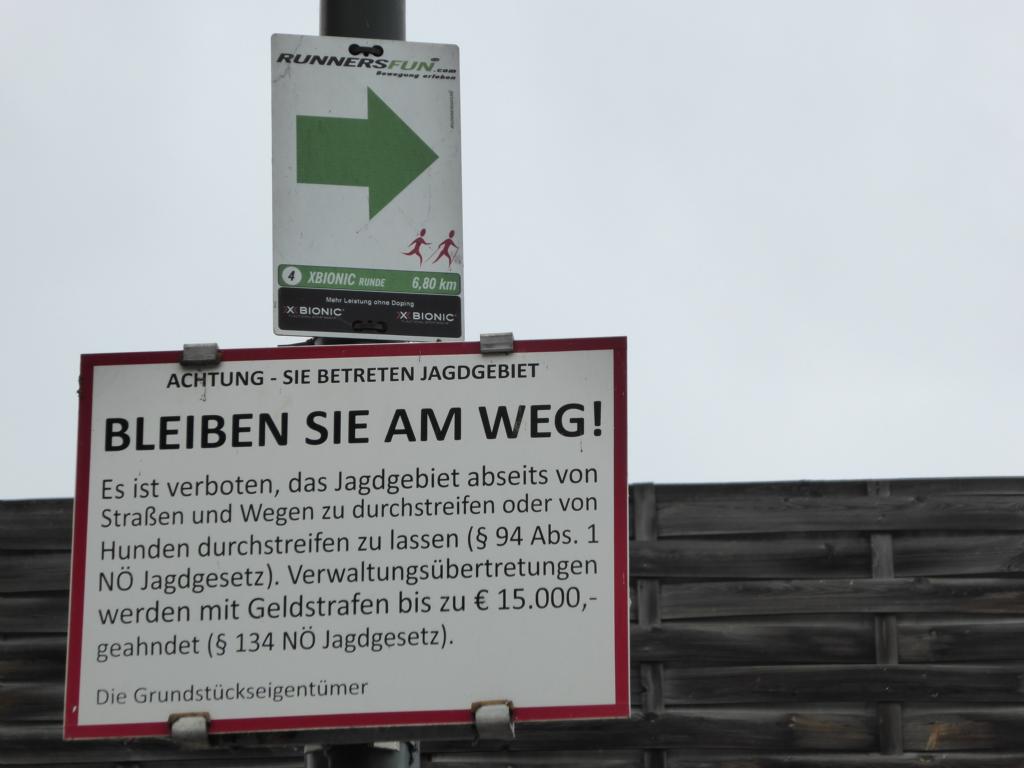 RUNNERSFUN.com
Bewegung erleben
4 XBIONIC RUNDE 6,80 km
Mehr Leistung ohne Doping
X BIONIC X BIONIC
ACHTUNG - SIE BETRETEN JAGDGEBIET
BLEIBEN SIE AM WEG!
Es ist verboten, das Jagdgebiet abseits von
Straßen und Wegen zu durchstreifen oder von
Hunden durchstreifen zu lassen (§ 94 Abs. 1
NÖ Jagdgesetz). Verwaltungsübertretungen
werden mit Geldstrafen bis zu € 15.000,-
geahndet (§ 134 NÖ Jagdgesetz).
Die Grundstückseigentümer